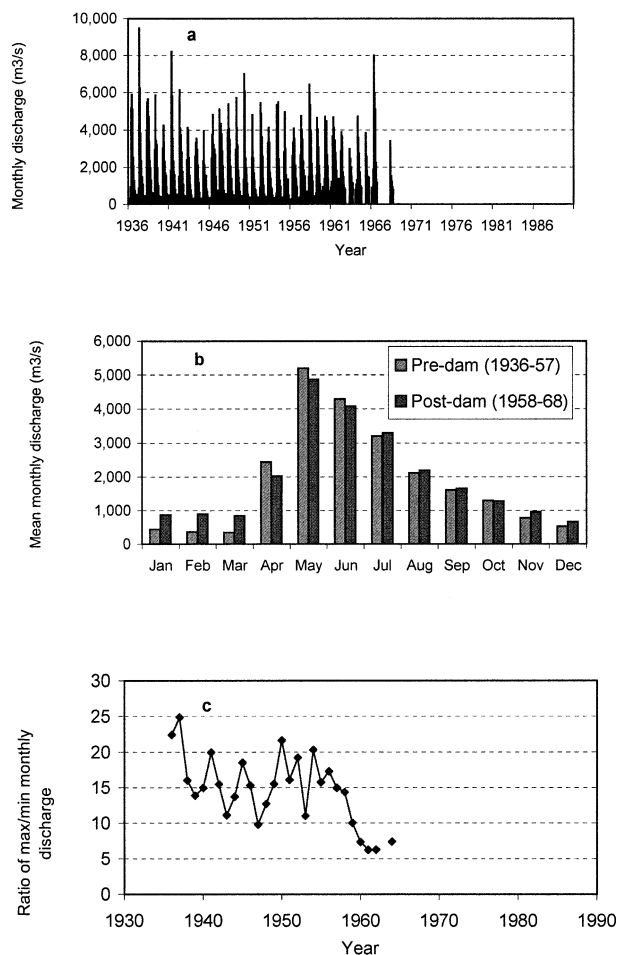 a
Monthly discharge (m3/s)
10,000
8,000
6,000
4,000
2,000
0
1936 1941 1946 1951 1956 1961 1966 1971 1976 1981 1986
Year
b
Mean monthly discharge (m3/s)
6,000
5,000
4,000
3,000
2,000
1,000
0
Pre-dam (1936-57)
Post-dam (1958-68)
Jan Feb Mar Apr May Jun Jul Aug Sep Oct Nov Dec
c
Ratio of max/min monthly
discharge
30
25
20
15
10
5
0
1930 1940 1950 1960 1970 1980 1990
Year